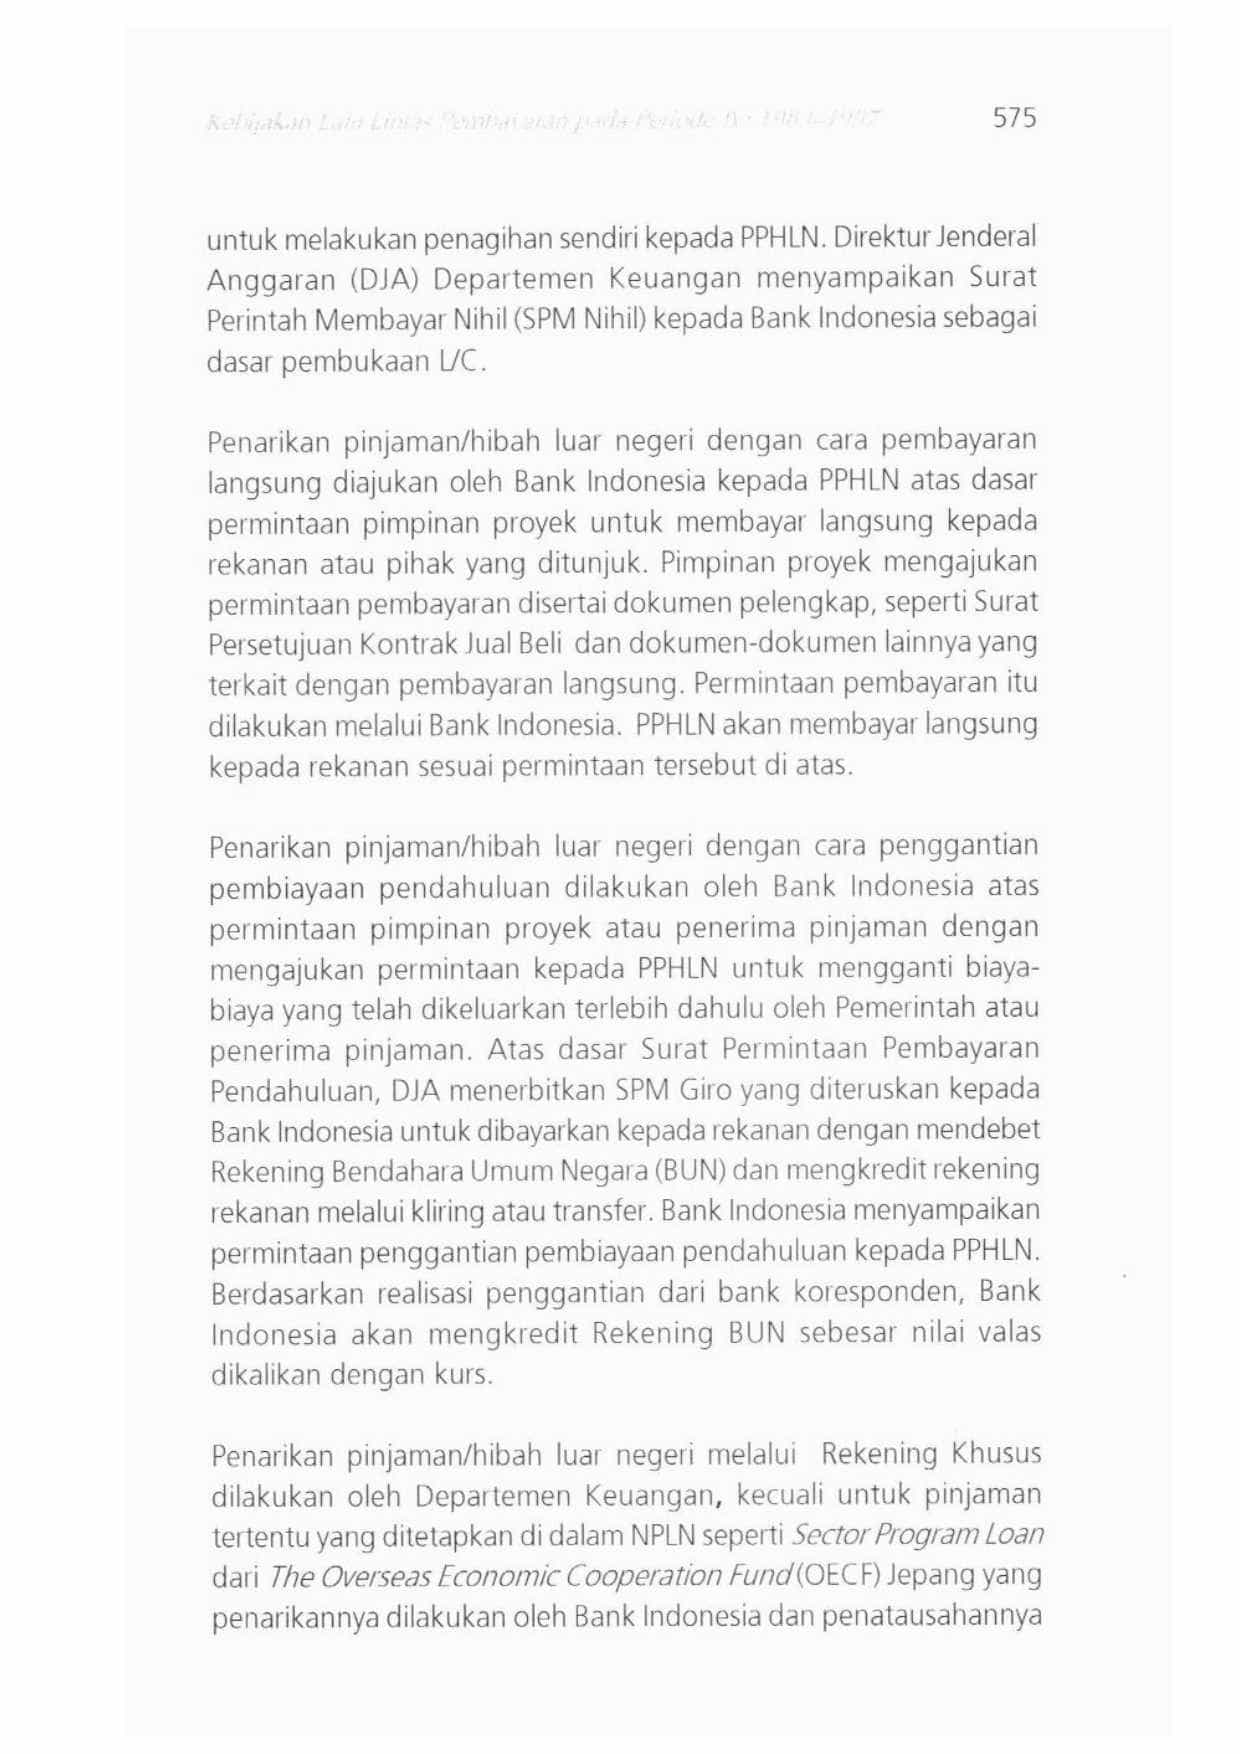 Kebijakan Lalu Lintas Pembayaran pada Periode 575
untuk melakukan penagihan sendiri kepada PPHLN. Direktur Jenderal
Anggaran (DJA) Departemen Keuangan menyampaikan Surat
Perintah Membayar Nihil (SPM Nihil) kepada Bank Indonesia sebagai
dasar pembukaan L/C.
Penarikan pinjaman/hibah luar negeri dengan cara pembayaran
langsung diajukan oleh Bank Indonesia kepada PPHLN atas dasar
permintaan pimpinan proyek untuk membayar langsung kepada
rekanan atau pihak yang ditunjuk. Pimpinan proyek mengajukan
permintaan pembayaran disertai dokumen pelengkap, seperti Surat
Persetujuan Kontrak Jual Beli dan dokumen-dokumen lainnya yang
terkait dengan pembayaran langsung. Permintaan pembayaran itu
dilakukan melalui Bank Indonesia. PPHLN akan membayar langsung
kepada rekanan sesuai permintaan tersebut di atas.
Penarikan pinjaman/hibah luar negeri dengan cara penggantian
pembiayaan pendahuluan dilakukan oleh Bank Indonesia atas
permintaan pimpinan proyek atau penerima pinjaman dengan
mengajukan permintaan kepada PPHLN untuk mengganti biaya-
biaya yang telah dikeluarkan terlebih dahulu oleh Pemerintah atau
penerima pinjaman. Atas dasar Surat Permintaan Pembayaran
Pendahuluan, DJA menerbitkan SPM Giro yang diteruskan kepada
Bank Indonesia untuk dibayarkan kepada rekanan dengan mendebet
Rekening Bendahara Umum Negara (BUN) dan mengkredit rekening
rekanan melalui kliring atau transfer. Bank Indonesia menyampaikan
permintaan penggantian pembiayaan pendahuluan kepada PPHLN.
Berdasarkan realisasi penggantian dari bank koresponden, Bank
Indonesia akan mengkredit Rekening BUN sebesar nilai valas
dikalikan dengan kurs.
Penarikan pinjaman/hibah luar negeri melalui Rekening Khusus
dilakukan oleh Departemen Keuangan, kecuali untuk pinjaman
tertentu yang ditetapkan di dalam NPLN seperti Sector Program Loan
dari The Overseas Economic Cooperation Fund (OECF) Jepang yang
penarikannya dilakukan oleh Bank Indonesia dan penatausahannya